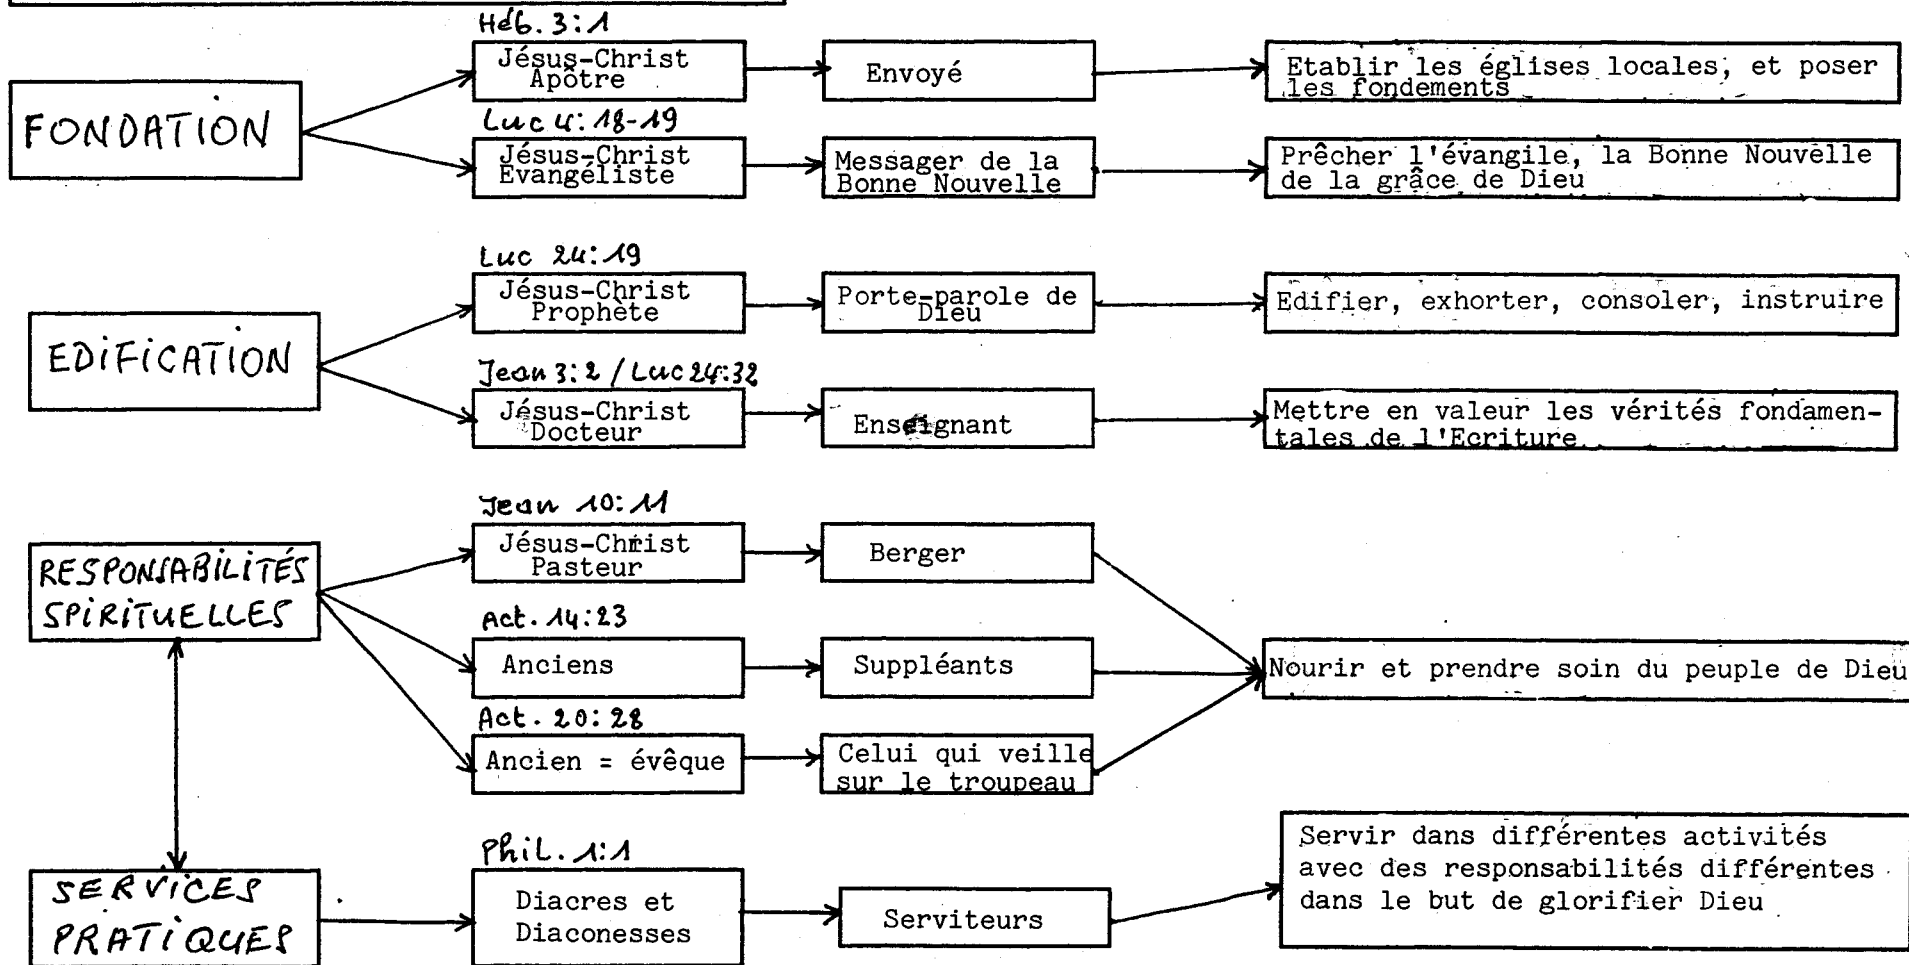 Héb. 3:1
Jésus-Christ
Apôtre
Envoyé
Etablir les églises locales, et poser
les fondements
FONDATION
Luc 4: 18-19
Jésus-Christ
Evangéliste
Messager de la
Bonne Nouvelle
Prêcher l'évangile, la Bonne Nouvelle
de la grâce de Dieu
Luc 24:19
Jésus-Christ
Prophète
Porte-parole de
Dieu
Edifier, exhorter, consoler, instruire
EDIFICATION
Jean 3:2 / Luc 24:32
Jésus-Christ
Docteur
Enseignant
Mettre en valeur les vérités fondamen-
tales de l'Ecriture
Jean 10:11
Jésus-Christ
Pasteur
Berger
RESPONSABILITÉS
SPIRITUELLES
Act. 14:23
Anciens
Suppléants
Nourir et prendre soin du peuple de Dieu
Act. 20:28
Ancien = évêque
Celui qui veille
sur le troupeau
Phil. 1:1
SERVICES
PRATIQUES
Diacres et
Diaconesses
Serviteurs
Servir dans différentes activités
avec des responsabilités différentes
dans le but de glorifier Dieu